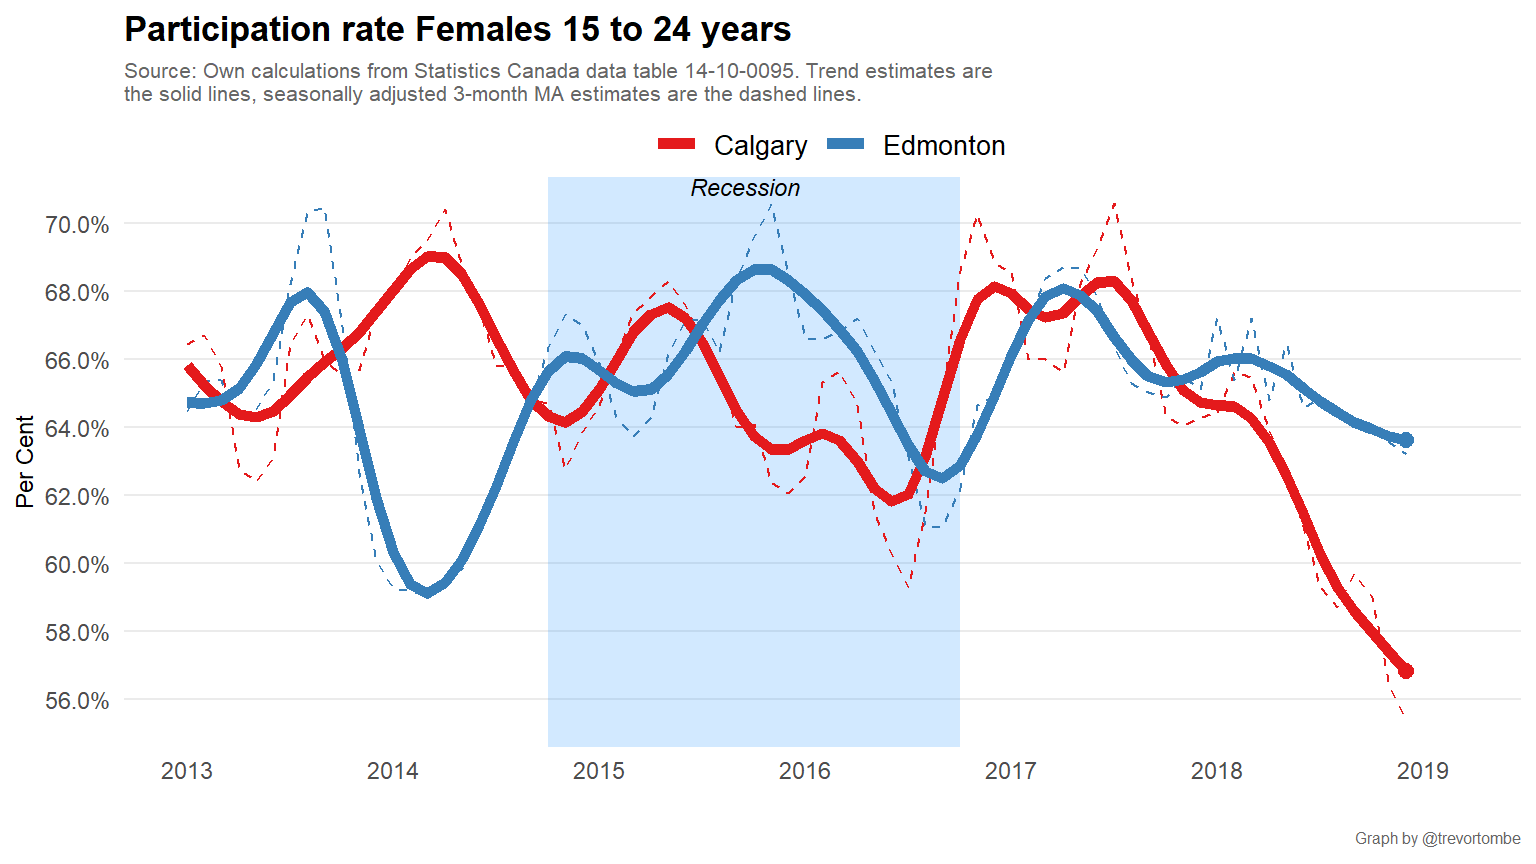 Participation rate Females 15 to 24 years
Source: Own calculations from Statistics Canada data table 14-10-0095. Trend estimates are
the solid lines, seasonally adjusted 3-month MA estimates are the dashed lines.
Calgary Edmonton
Recession
Per Cent
70.0%
68.0%
66.0%
64.0%
62.0%
60.0%
58.0%
56.0%
2013 2014 2015 2016 2017 2018 2019
Graph by @trevortombe